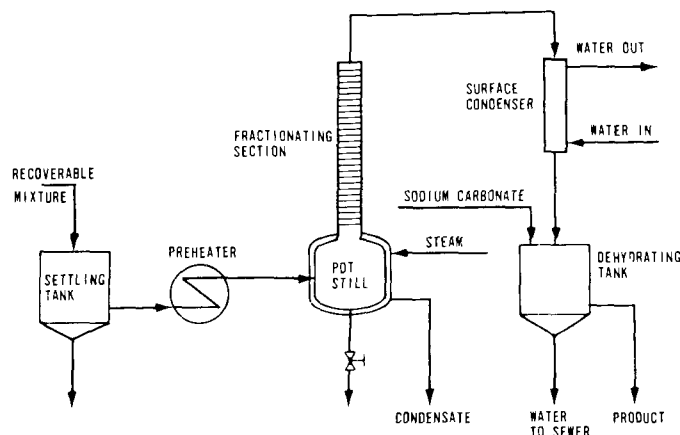 WATER OUT
SURFACE
CONDENSER
WATER IN
FRACTIONATING
SECTION
RECOVERABLE
MIXTURE
SODIUM CARBONATE
PREHEATER
STEAM
DEHYDRATING
TANK
SETTLING
TANK
POT
STILL
CONDENSATE
WATER
TO SEWER
PRODUCT